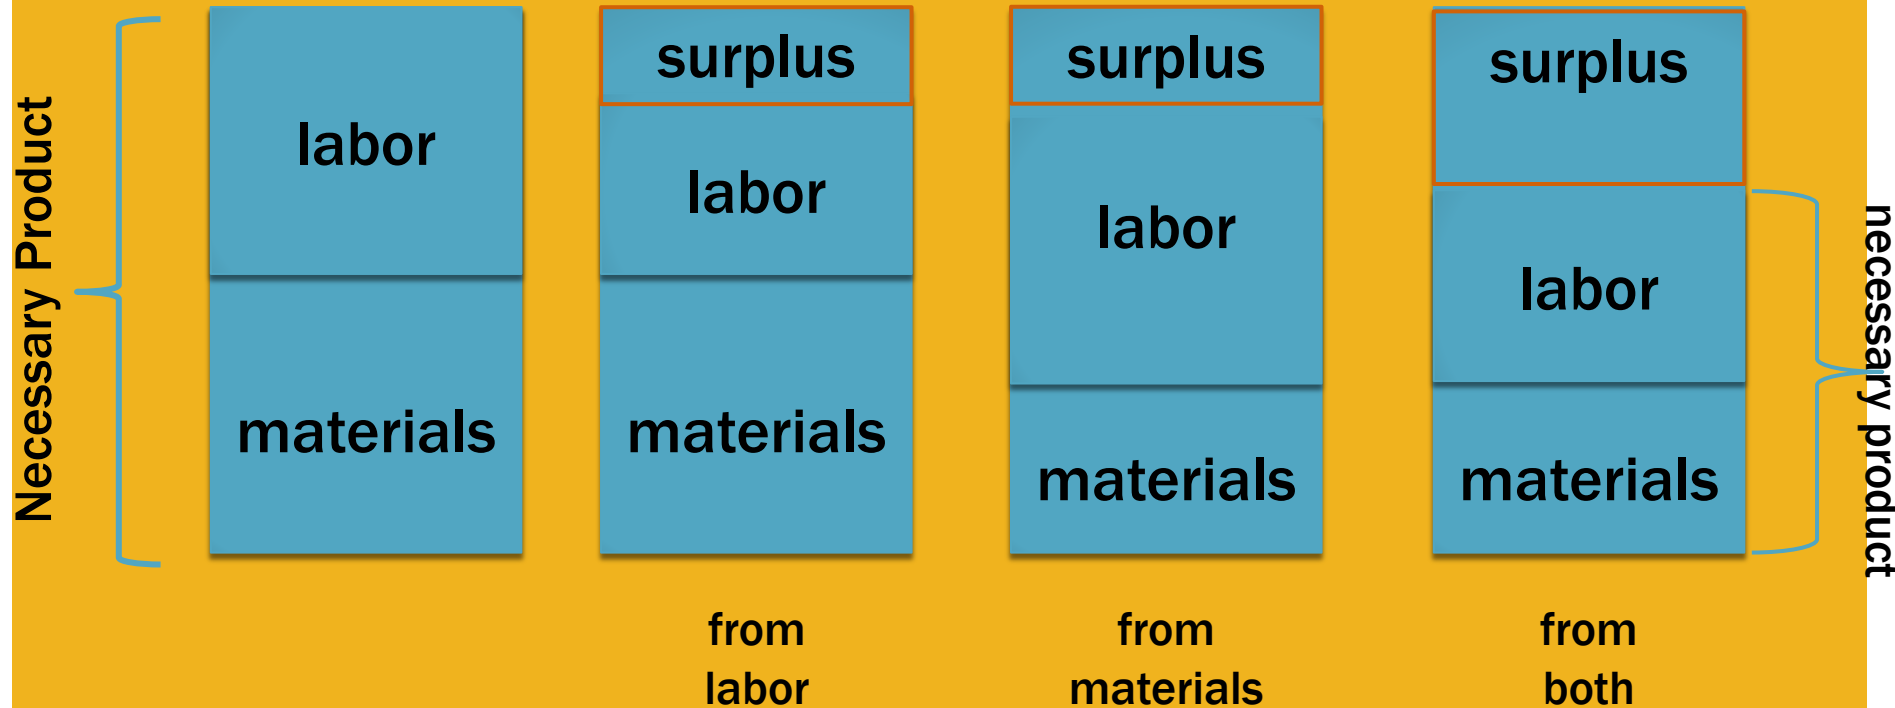 Necessary Product
labor
materials
surplus
labor
materials
from
labor
surplus
labor
materials
from
materials
surplus
labor
materials
from
both
necessary product